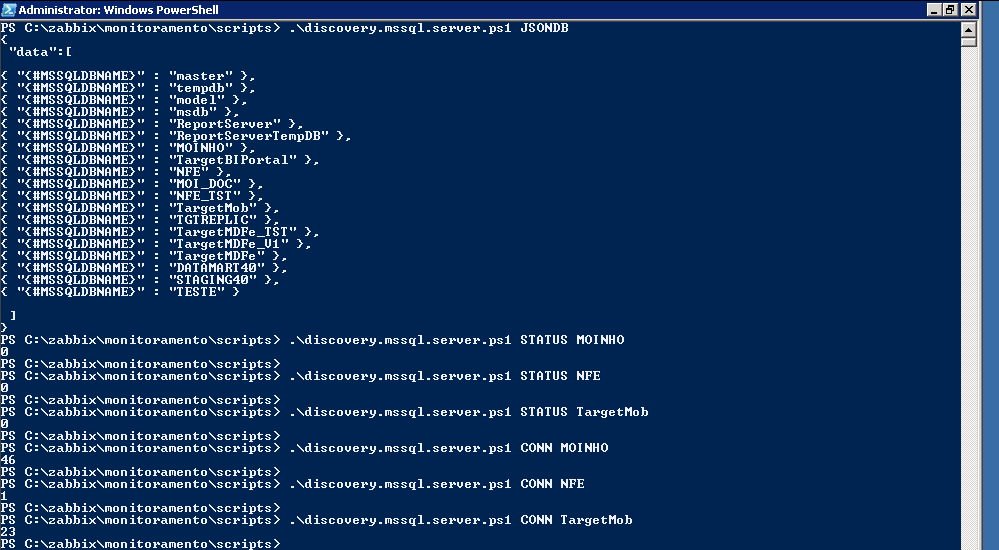 Administrator: Windows PowerShell
PS C:\zabbix\monitoramento\scripts> .\discovery.mssql.server.ps1 JSONDB
{
"data":[
{ "{#MSSQLDBNAME}" : "master" },
{ "{#MSSQLDBNAME}" : "tempdb" },
{ "{#MSSQLDBNAME}" : "model" },
{ "{#MSSQLDBNAME}" : "msdb" },
{ "{#MSSQLDBNAME}" : "ReportServer" },
{ "{#MSSQLDBNAME}" : "ReportServerTempDB" },
{ "{#MSSQLDBNAME}" : "MOINHO" },
{ "{#MSSQLDBNAME}" : "TargetBIPortal" },
{ "{#MSSQLDBNAME}" : "NFE" },
{ "{#MSSQLDBNAME}" : "MOI_DOC" },
{ "{#MSSQLDBNAME}" : "NFE_TST" },
{ "{#MSSQLDBNAME}" : "TargetMob" },
{ "{#MSSQLDBNAME}" : "TGTREPLIC" },
{ "{#MSSQLDBNAME}" : "TargetMDFe_TST" },
{ "{#MSSQLDBNAME}" : "TargetMDFe_V1" },
{ "{#MSSQLDBNAME}" : "TargetMDFe" },
{ "{#MSSQLDBNAME}" : "DATAMART40" },
{ "{#MSSQLDBNAME}" : "STAGING40" },
{ "{#MSSQLDBNAME}" : "TESTE" }
]
}
PS C:\zabbix\monitoramento\scripts> .\discovery.mssql.server.ps1 STATUS MOINHO
0
PS C:\zabbix\monitoramento\scripts>
PS C:\zabbix\monitoramento\scripts> .\discovery.mssql.server.ps1 STATUS NFE
0
PS C:\zabbix\monitoramento\scripts>
PS C:\zabbix\monitoramento\scripts> .\discovery.mssql.server.ps1 STATUS TargetMob
0
PS C:\zabbix\monitoramento\scripts>
PS C:\zabbix\monitoramento\scripts> .\discovery.mssql.server.ps1 CONN MOINHO
46
PS C:\zabbix\monitoramento\scripts>
PS C:\zabbix\monitoramento\scripts> .\discovery.mssql.server.ps1 CONN NFE
1
PS C:\zabbix\monitoramento\scripts>
PS C:\zabbix\monitoramento\scripts> .\discovery.mssql.server.ps1 CONN TargetMob
23
PS C:\zabbix\monitoramento\scripts>